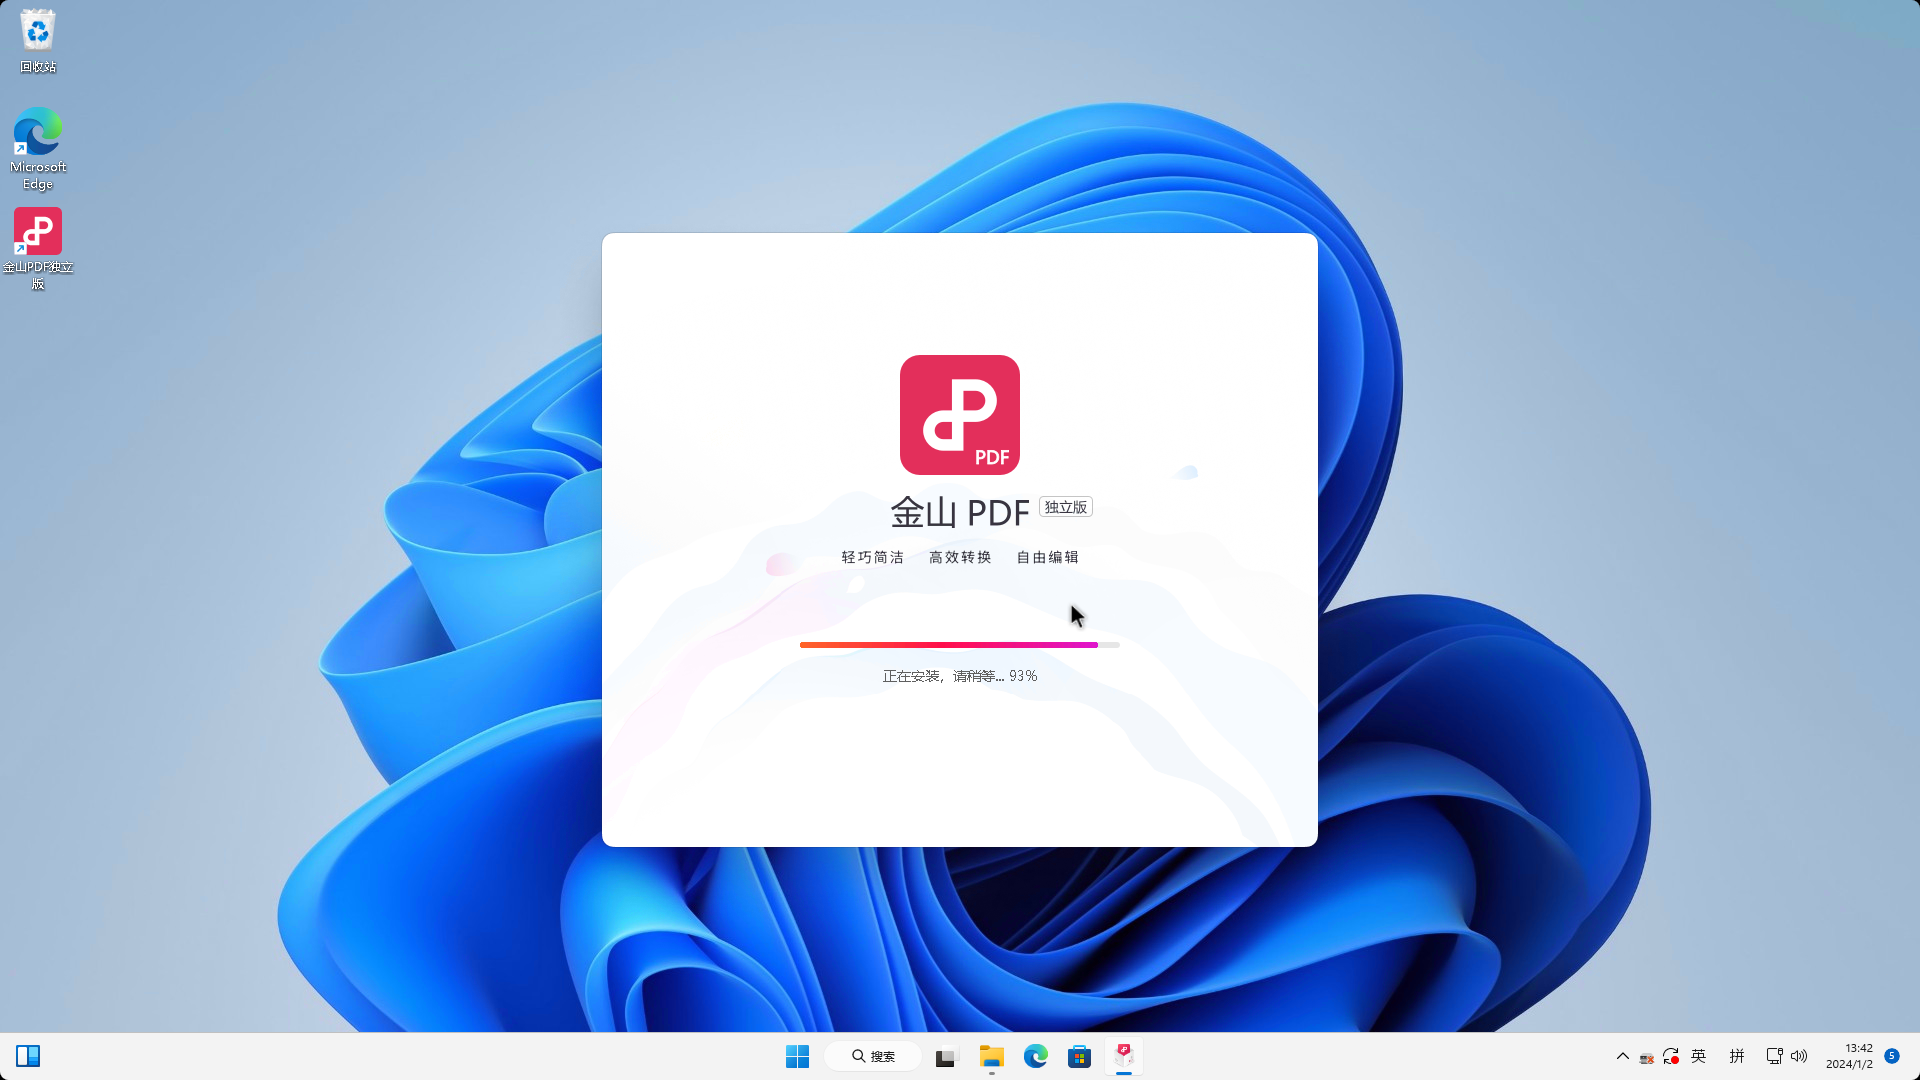 回收站
Microsoft
Edge
金山PDF独立
版
PDF
金山 PDF 独立版
轻巧简洁 高效转换 自由编辑
正在安装，请稍等... 93%
搜索
英
拼
13:42
2024/1/2
5